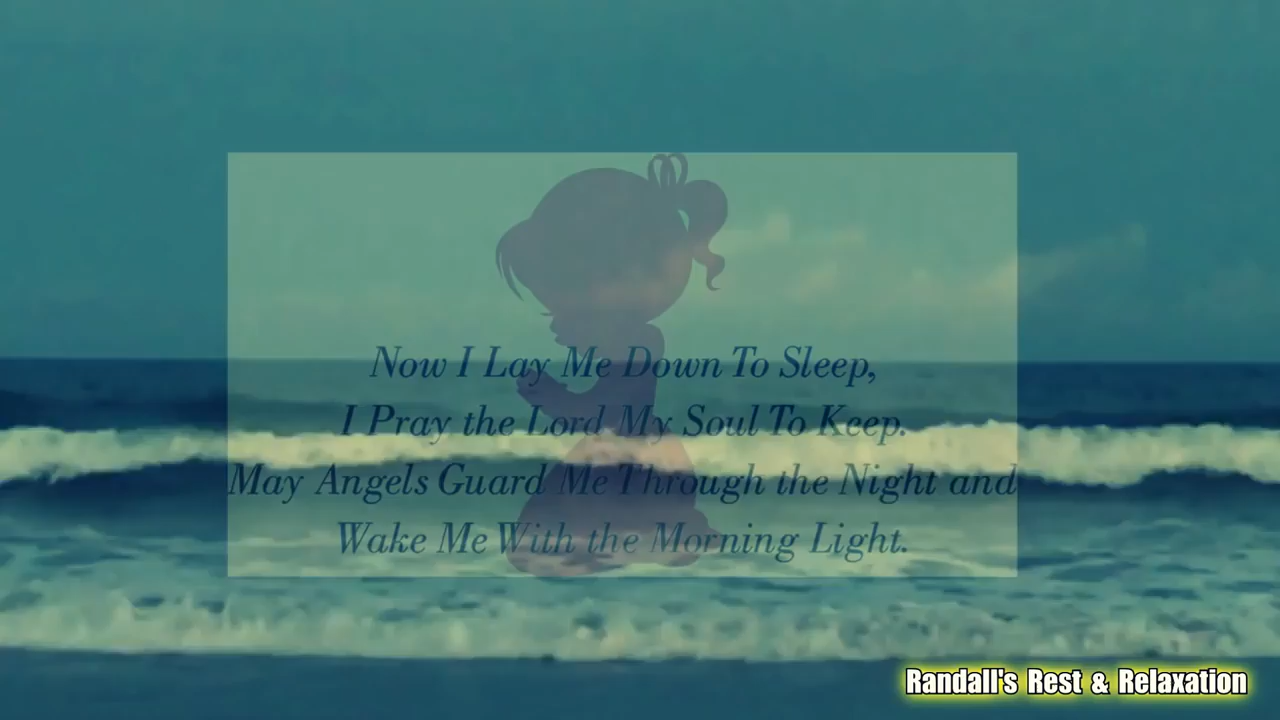 Now I Lay Me Down To Sleep,
I Pray the Lord My Soul To Keep.
May Angels Guard Me Through the Night and
Wake Me With the Morning Light.
Randall's Rest & Relaxation